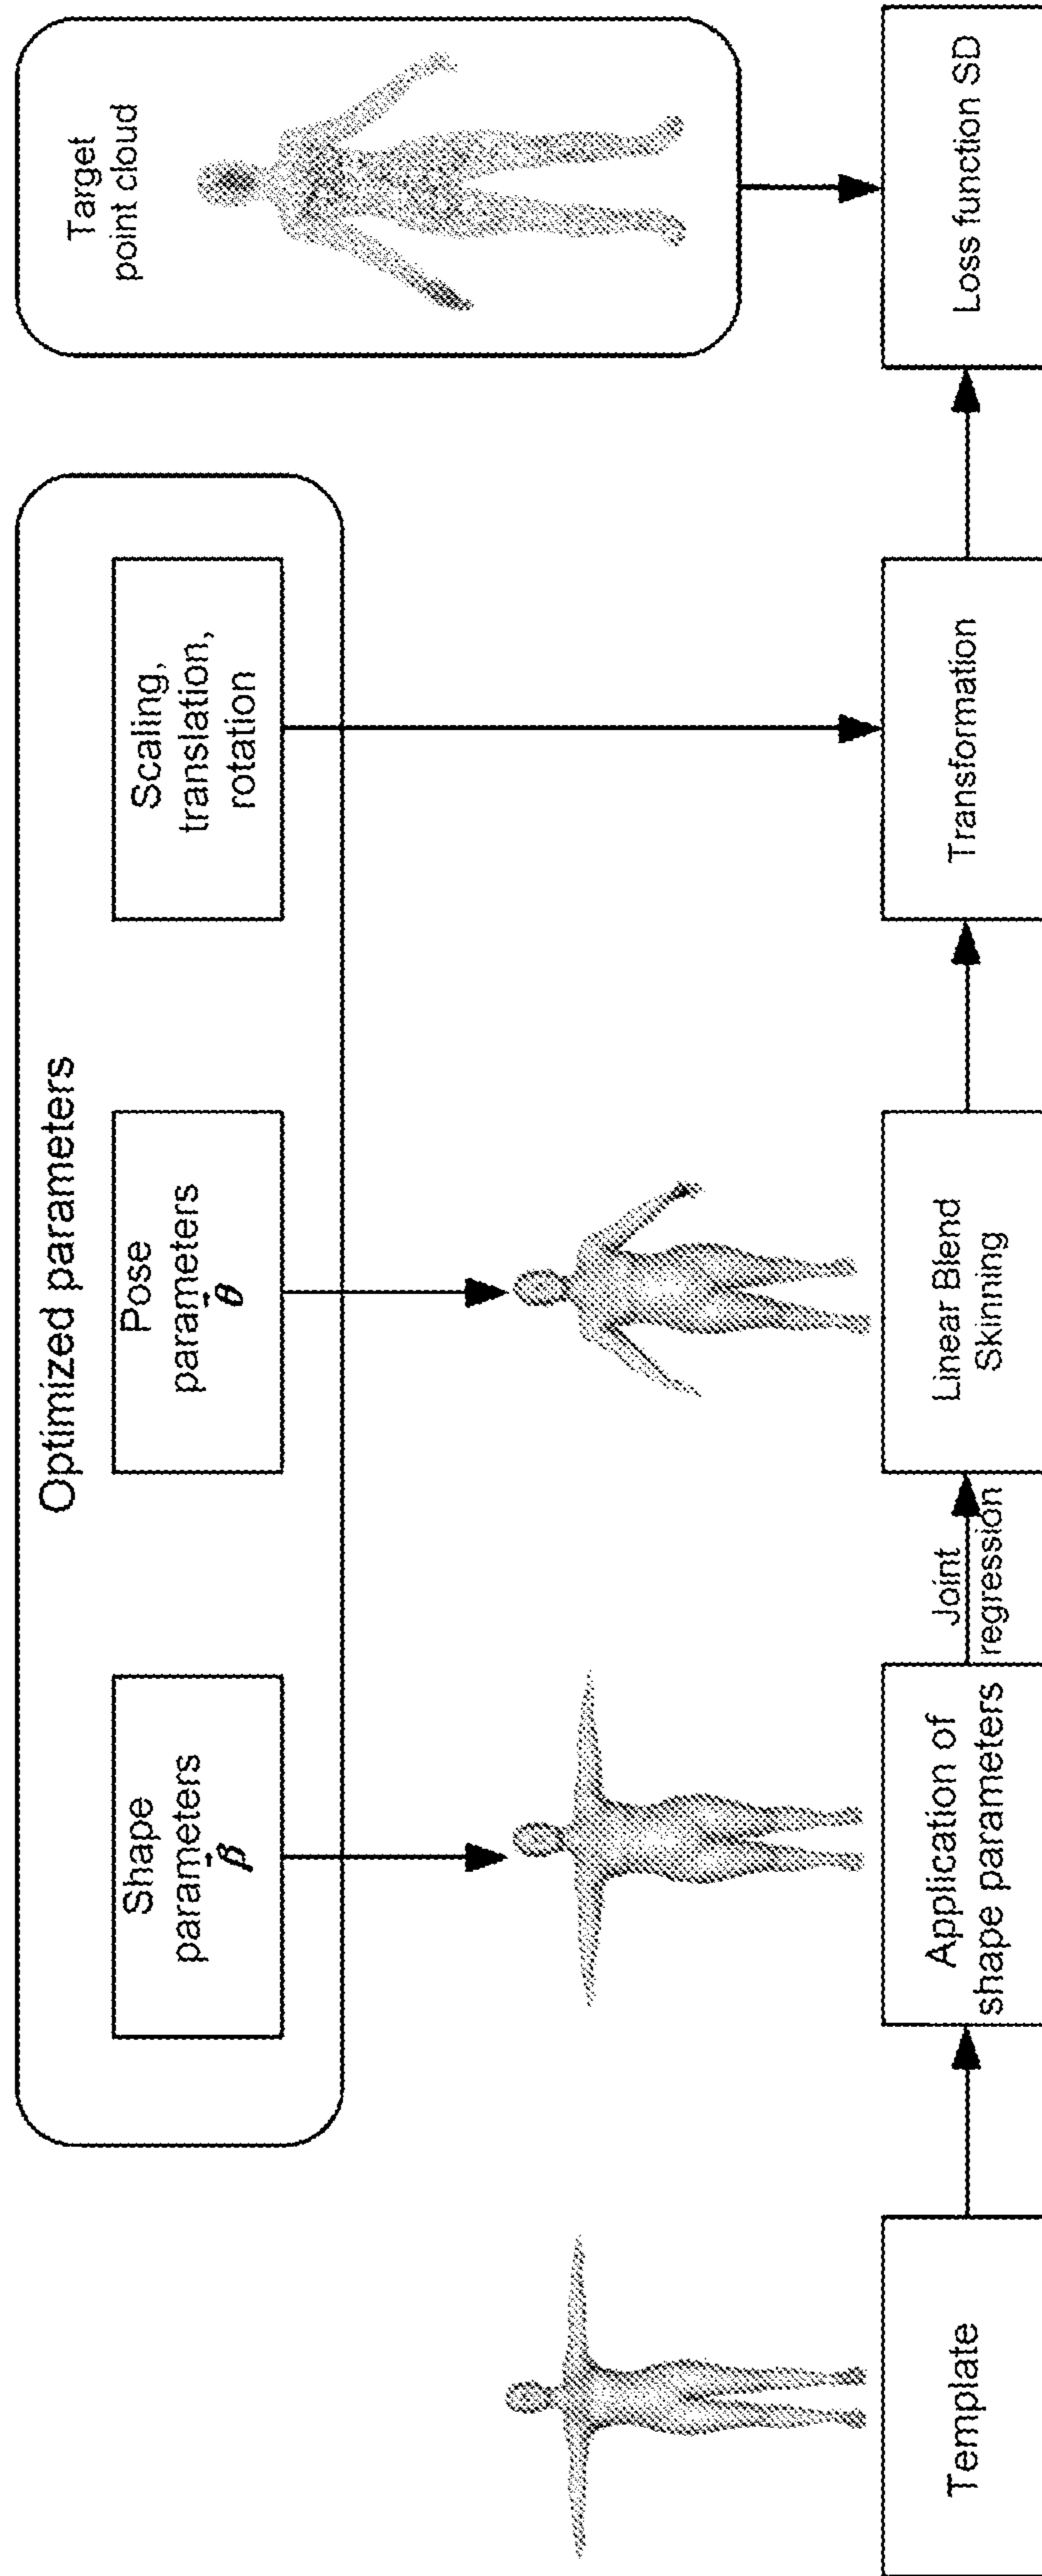 Optimized parameters
Shape
parameters
β⃗
Pose
parameters
θ⃗
Scaling,
translation,
rotation
Target
point cloud
Template
Application of
shape parameters
Joint
regression
Linear Blend
Skinning
Transformation
Loss function SD